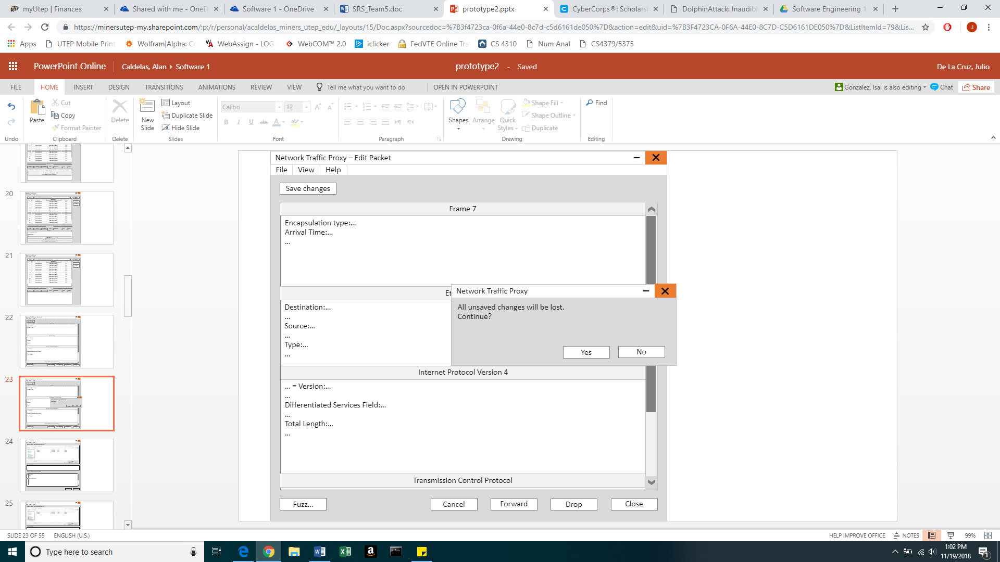 myUtep | Finances
Shared with me - OneD
Software 1 - OneDrive
SRS_Team5.doc
prototype2.pptx
CyberCorps®: Scholarsh
DolphinAttack: Inaudibl
Software Engineering 1
https://minersutep-my.sharepoint.com/:p:/r/personal/acaldelas_miners_utep_edu/_layouts/15/Doc.aspx?sourcedoc=%7B3f4723ca-0f6a-44e0-8c7d-c5d6161de050%7D&action=edit&uid=%7B3F4723CA-0F6A-44E0-8C7D-C5D6161DE050%7D&ListItemId=79&Lis...
J
Apps
UTEP Mobile Print
Wolfram|Alpha: Co
WebAssign - LOG
WebCOM™ 2.0
iclicker
FedVTE Online Tra
CS 4310
Num Anal
CS4379/5375
PowerPoint Online
Caldelas, Alan
Software 1
prototype2 - Saved
De La Cruz, Julio
FILE
HOME
INSERT
DESIGN
TRANSITIONS
ANIMATIONS
REVIEW
VIEW
Tell me what you want to do
OPEN IN POWERPOINT
Gonzalez, Isai is also editing
Chat
Share
Paste
Cut
Copy
Format Painter
Delete
New
Slide
Layout
Duplicate Slide
Hide Slide
Calibri
12
B I U abc A
Shapes
Arrange
Quick
Styles
Shape Fill
Shape Outline
Duplicate
Find
Undo
Clipboard
Delete
Slides
Font
Paragraph
Drawing
Editing
20
21
22
23
24
25
Network Traffic Proxy – Edit Packet
File
View
Help
Save changes
Frame 7
Encapsulation type:...
Arrival Time:...
...
Et
Destination:...
...
Source:...
...
Type:...
...
Network Traffic Proxy
All unsaved changes will be lost.
Continue?
Yes
No
Internet Protocol Version 4
... = Version:...
...
Differentiated Services Field:...
...
Total Length:...
...
Transmission Control Protocol
Fuzz...
Cancel
Forward
Drop
Close
SLIDE 23 OF 55
ENGLISH (U.S.)
HELP IMPROVE OFFICE
NOTES
99%
Type here to search
1:02 PM
11/19/2018
1